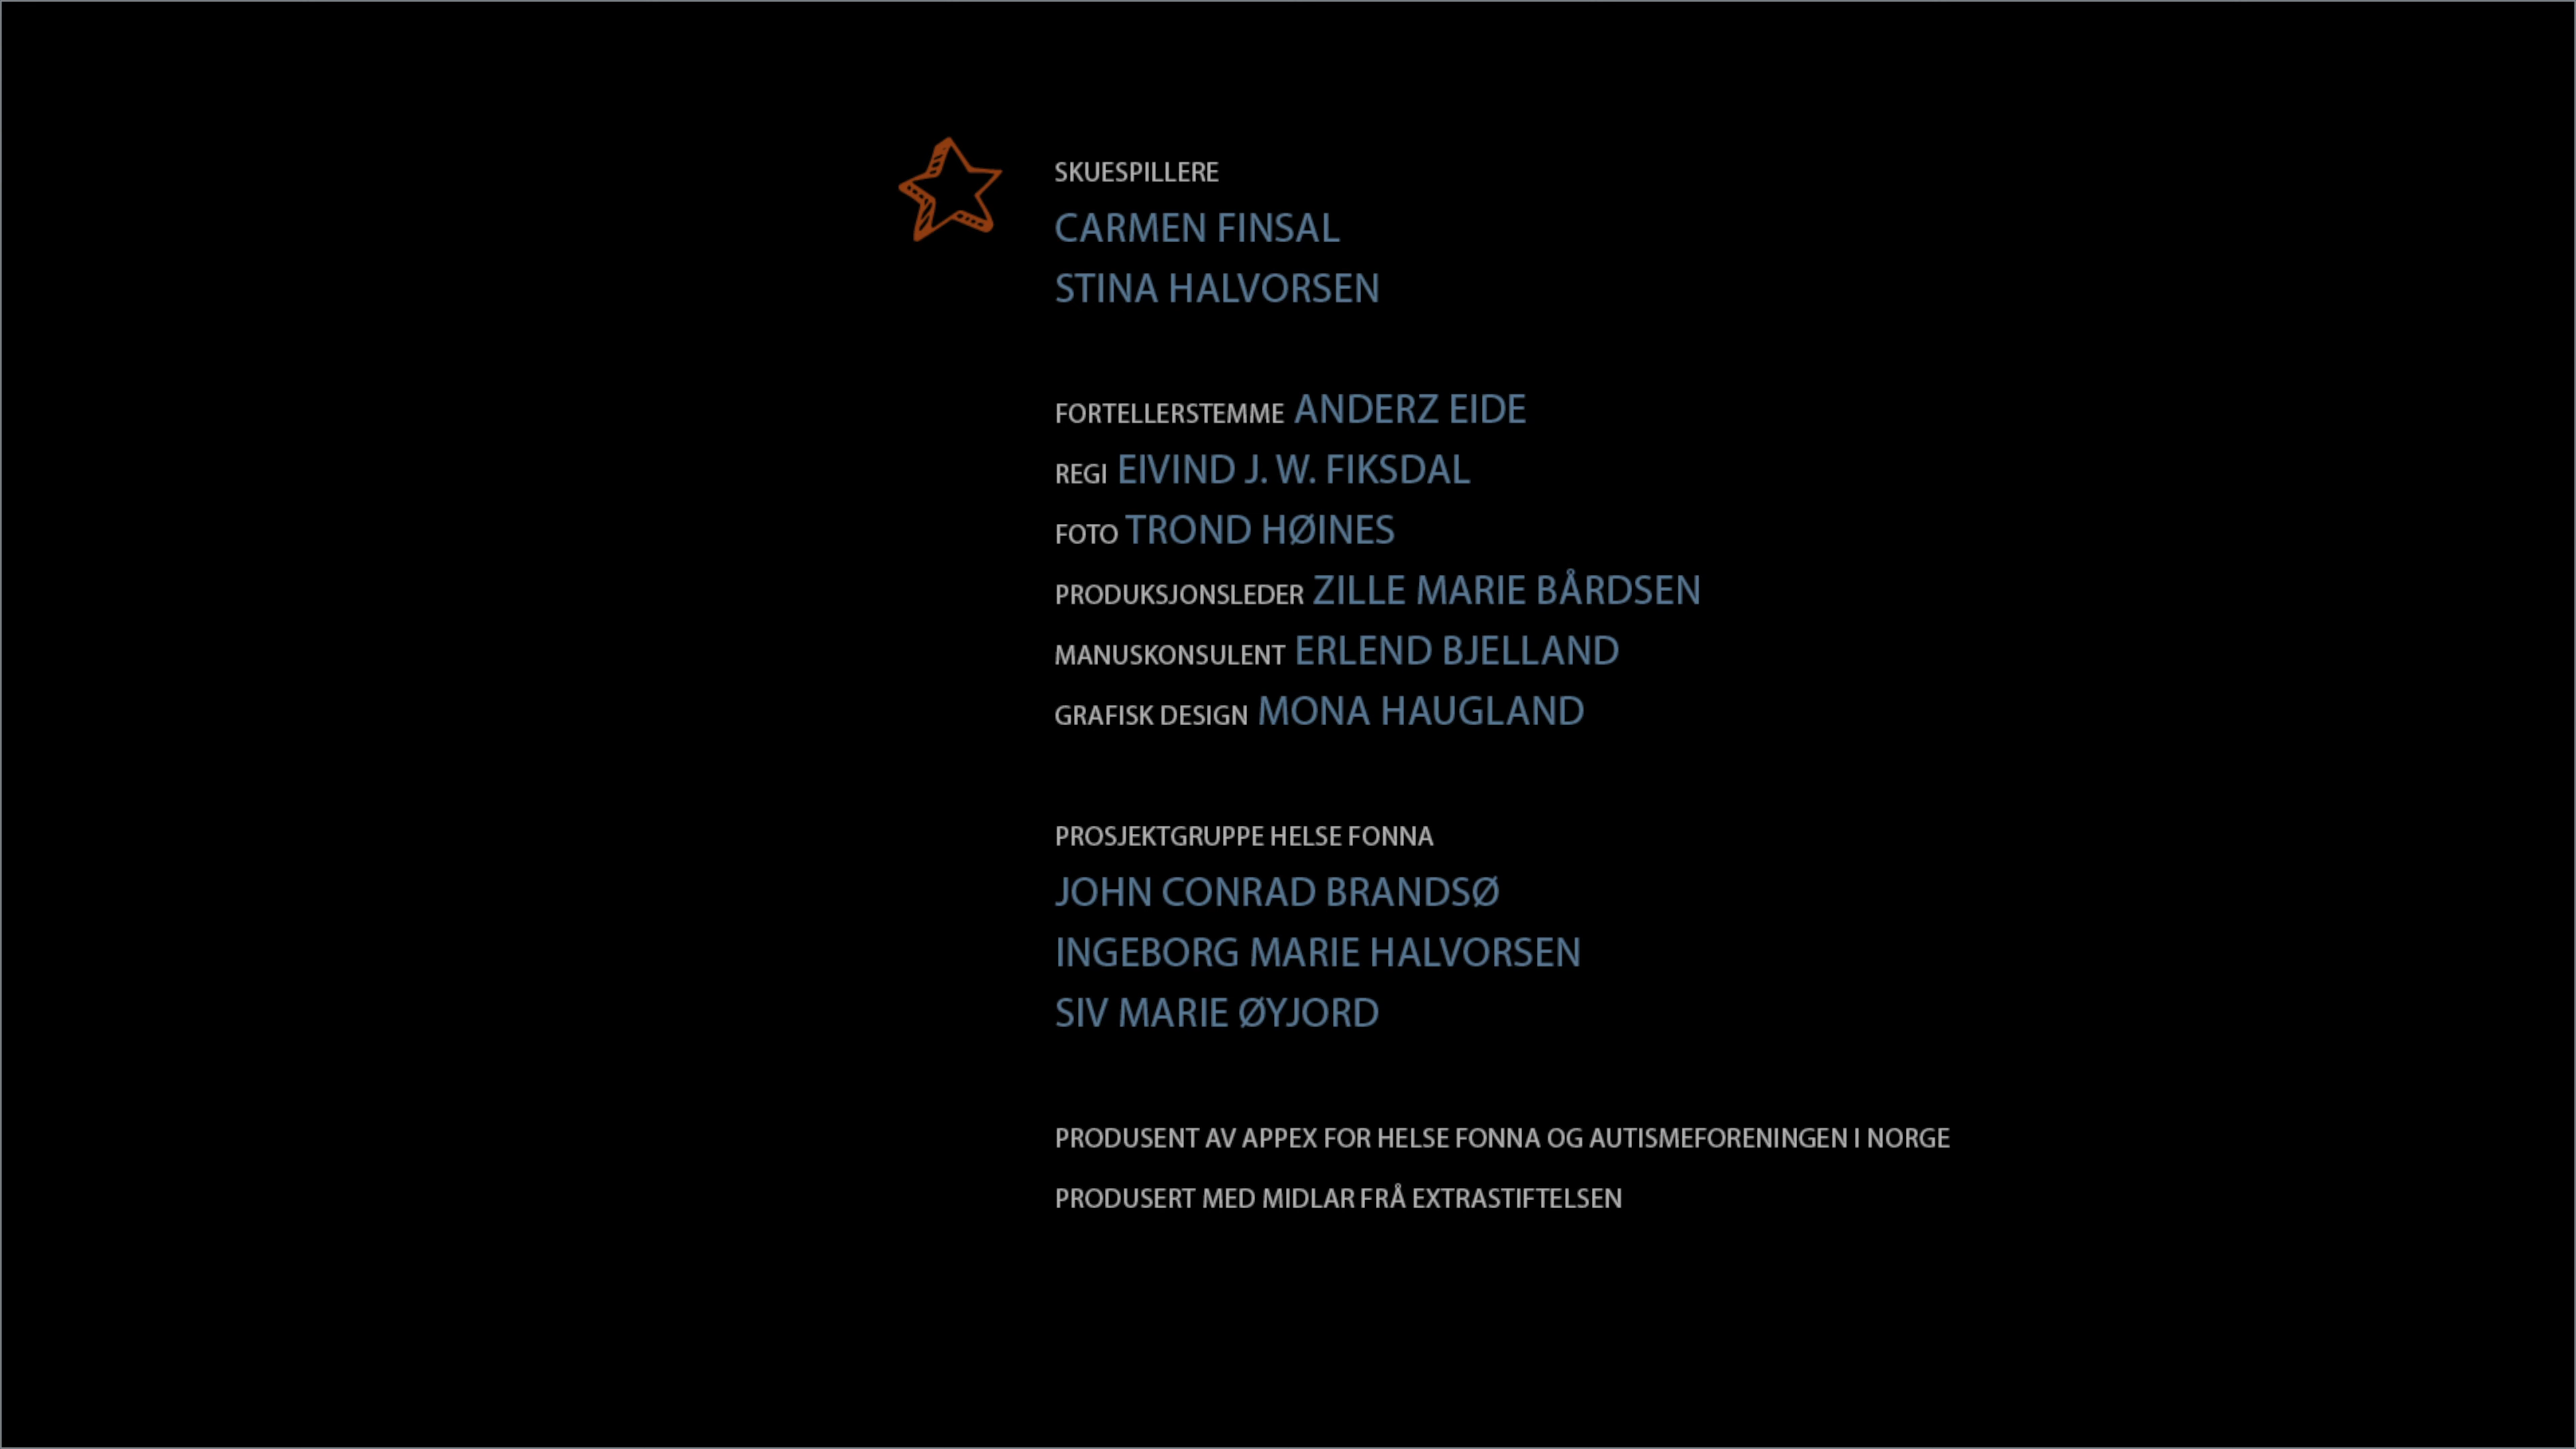 SKUESPILLERE
CARMEN FINSAL
STINA HALVORSEN
FORTELLERSTEMME ANDERZ EIDE
REGI EIVIND J. W. FIKSDAL
FOTO TROND HØINES
PRODUKSJONSLEDER ZILLE MARIE BÅRDSEN
MANUSKONSULENT ERLEND BJELLAND
GRAFISK DESIGN MONA HAUGLAND
PROSJEKTGRUPPE HELSE FONNA
JOHN CONRAD BRANDSØ
INGEBORG MARIE HALVORSEN
SIV MARIE ØYJORD
PRODUSENT AV APPEX FOR HELSE FONNA OG AUTISMEFORENINGEN I NORGE
PRODUSERT MED MIDLAR FRÅ EXTRASTIFTELSEN